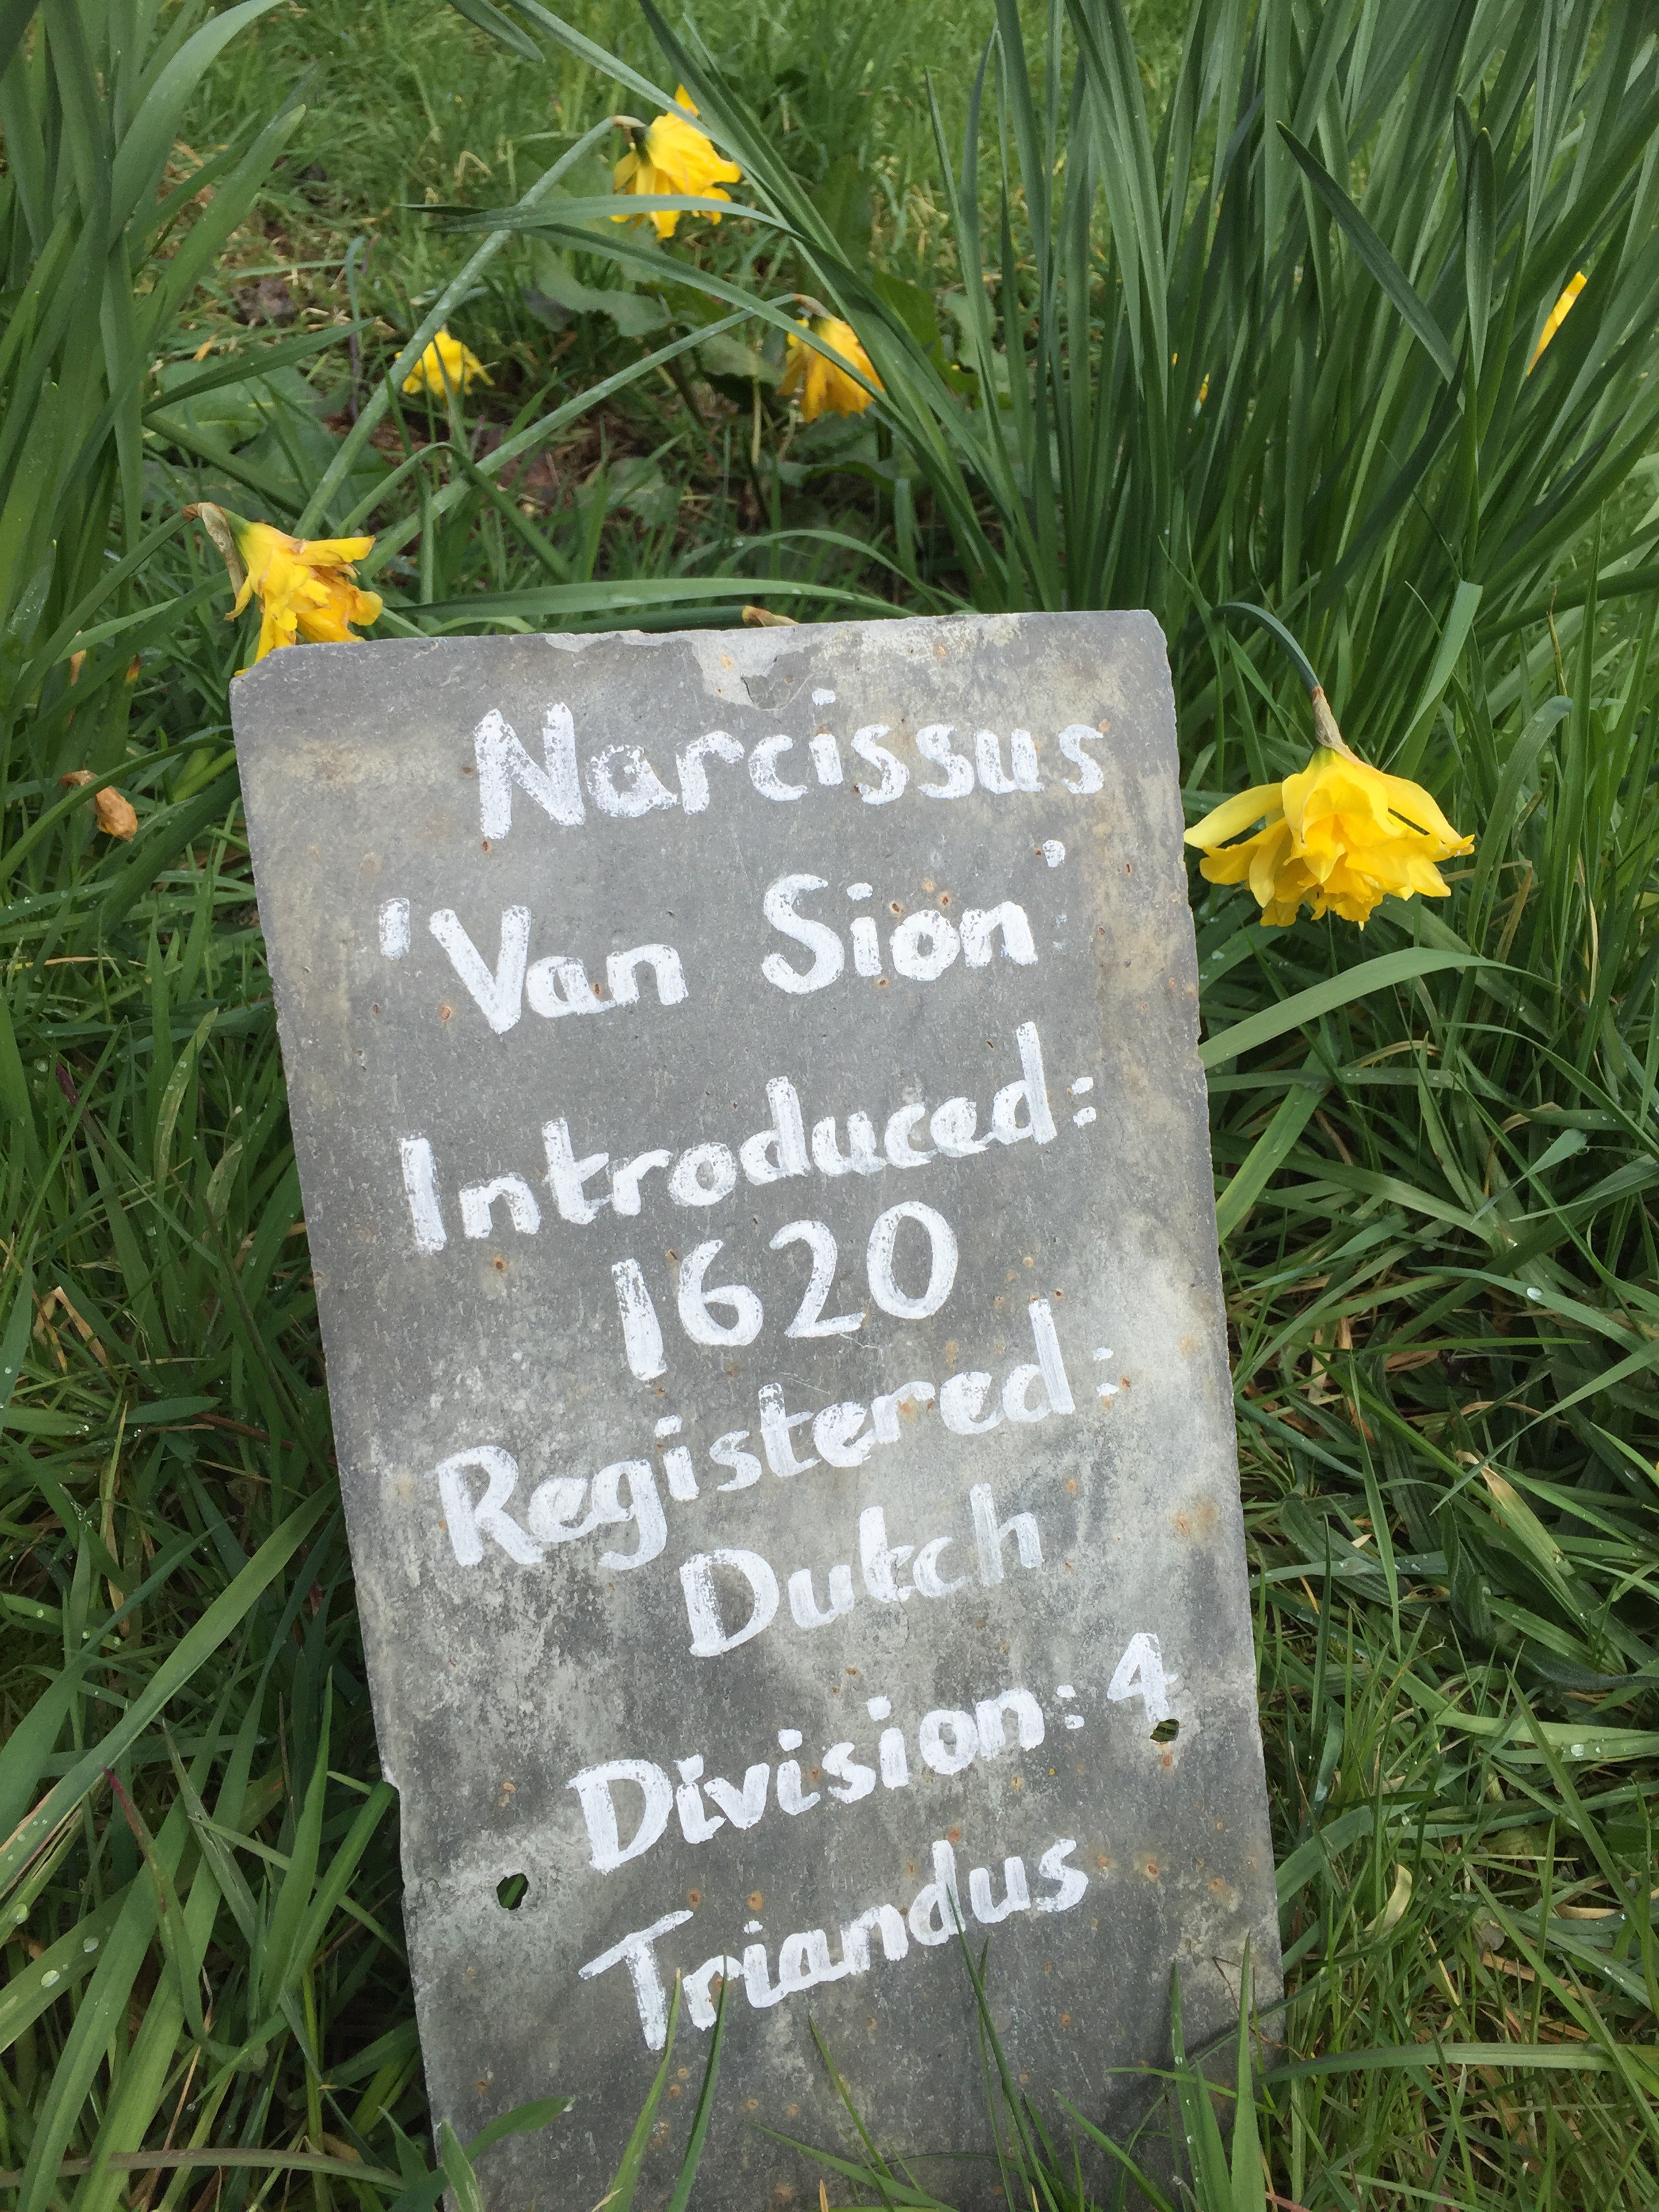 Narcissus
'Van Sion'
Introduced:
1620
Registered:
Dutch
Division: 4
Triandus